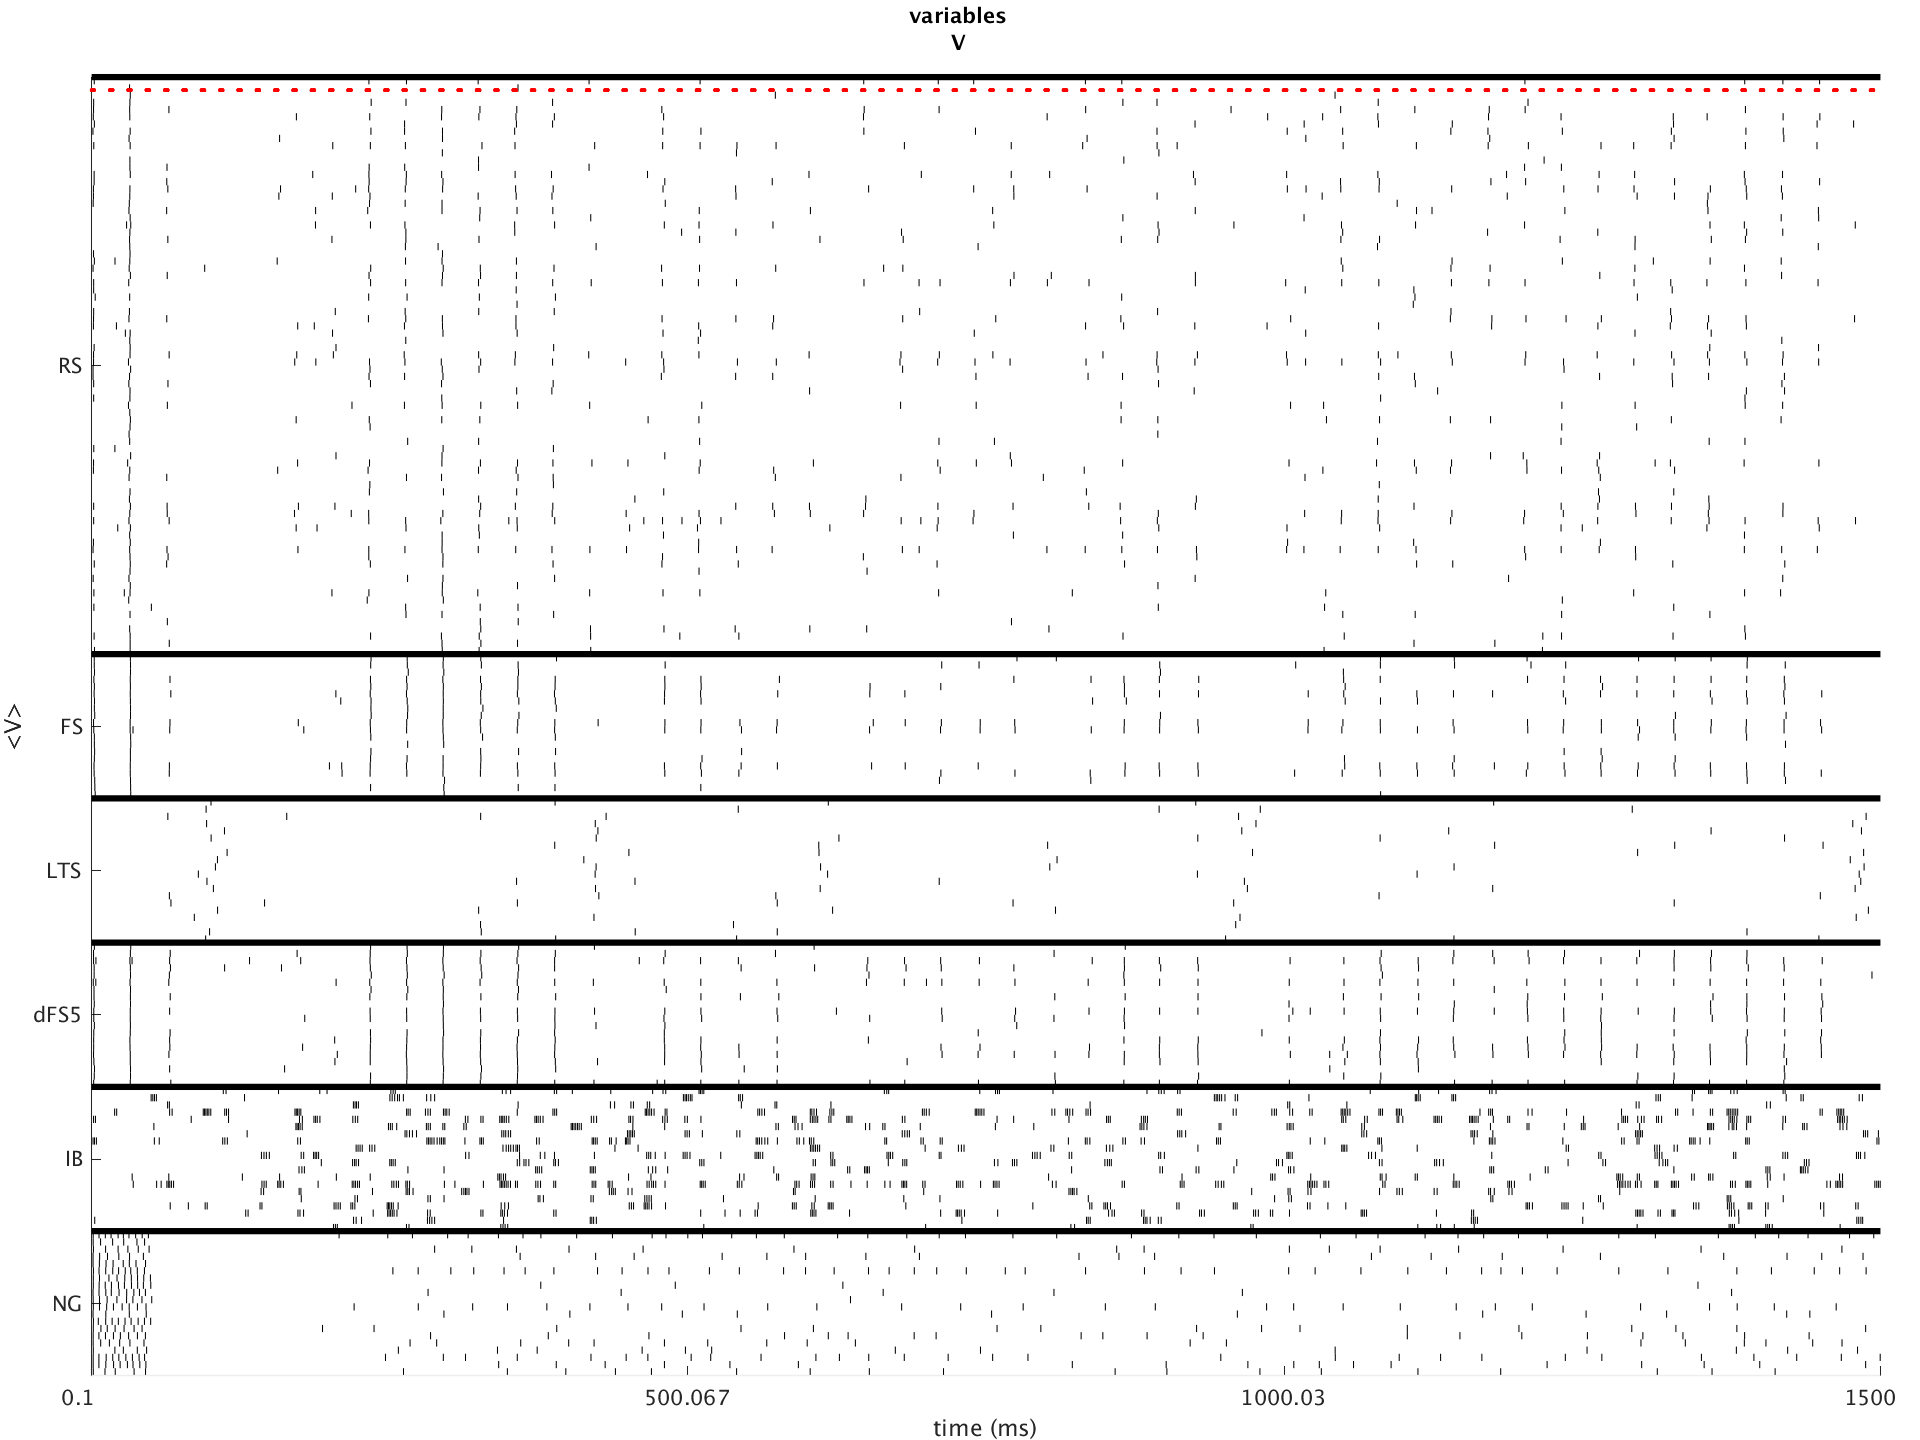 variables
V
RS
FS
LTS
dFS5
IB
NG
<V>
0.1
500.067
1000.03
1500
time (ms)